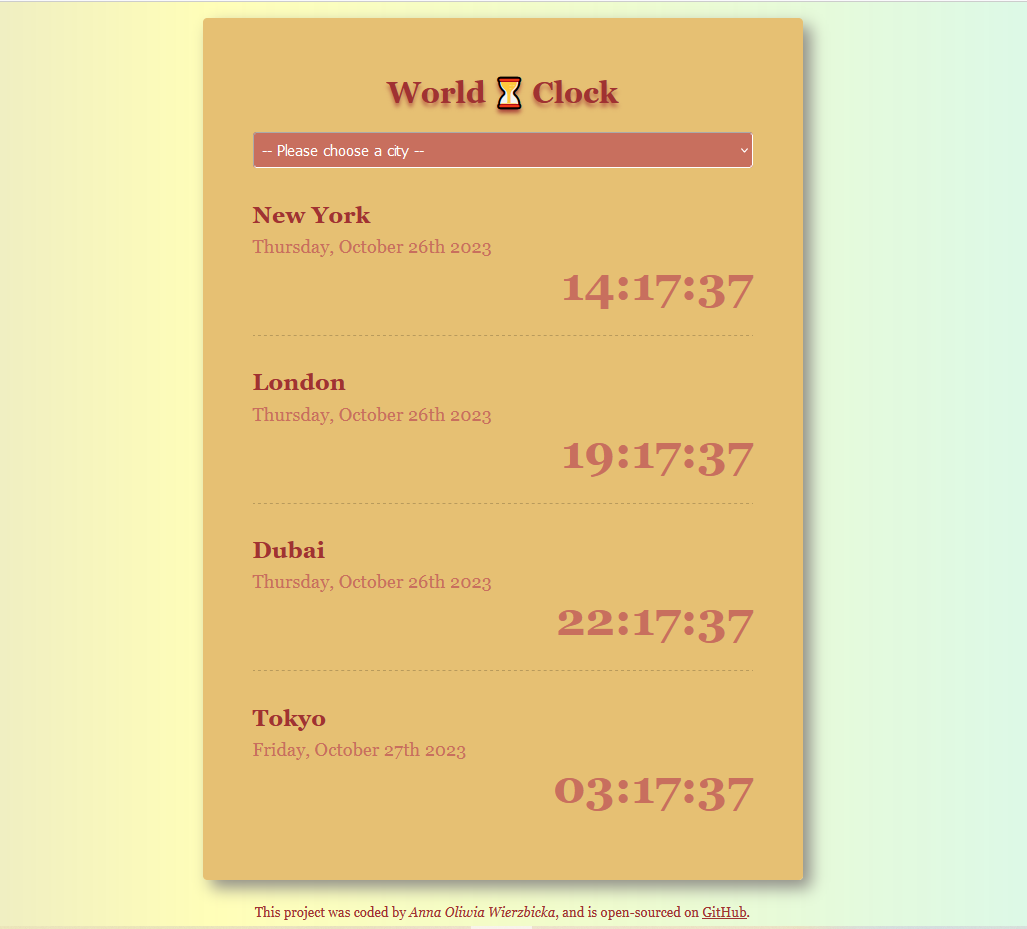 World ⏳ Clock
-- Please choose a city --
New York
Thursday, October 26th 2023
14:17:37
London
Thursday, October 26th 2023
19:17:37
Dubai
Thursday, October 26th 2023
22:17:37
Tokyo
Friday, October 27th 2023
03:17:37
This project was coded by Anna Oliwia Wierzbicka, and is open-sourced on GitHub.